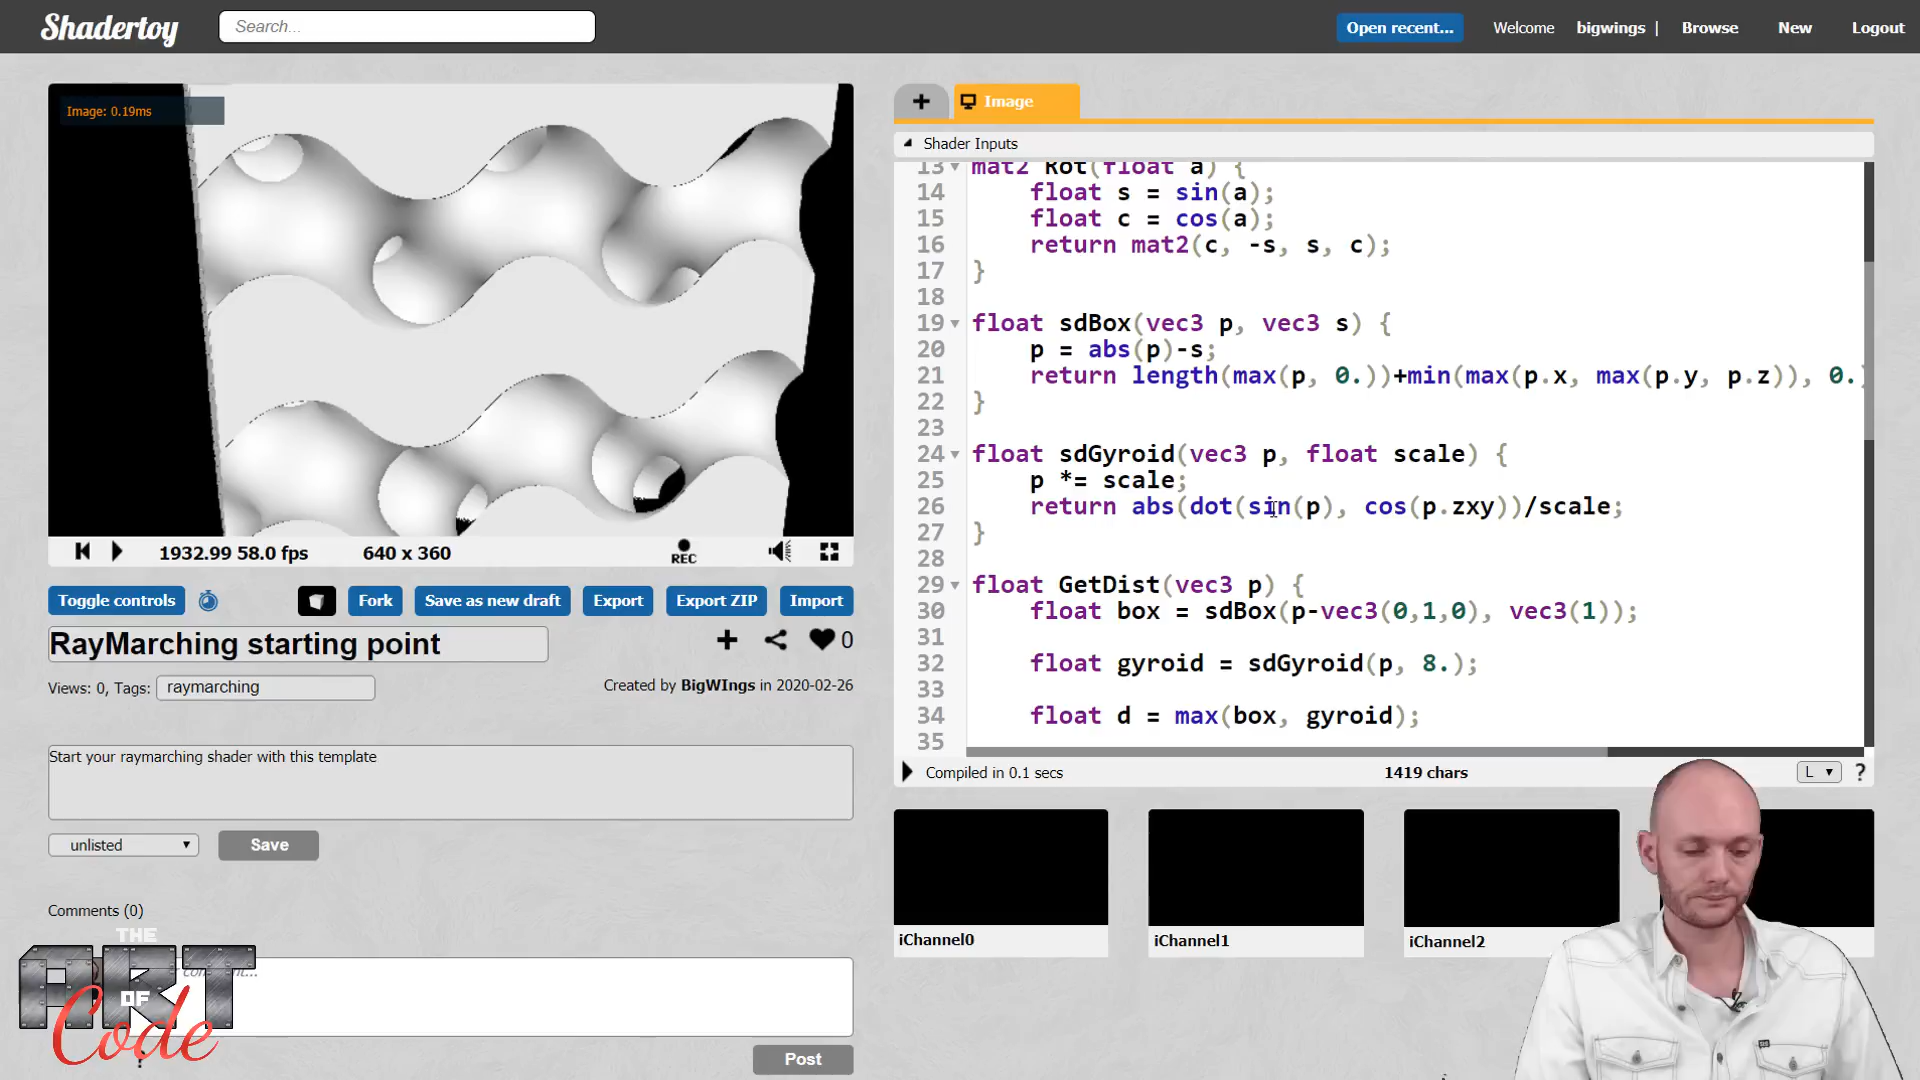 Shadertoy
Search...
Open recent...
Welcome bigwings |
Browse
New
Logout
Image: 0.19ms
1932.99 58.0 fps
640 x 360
REC
Toggle controls
Fork
Save as new draft
Export
Export ZIP
Import
RayMarching starting point
0
Views: 0, Tags: raymarching
Created by BigWIngs in 2020-02-26
Start your raymarching shader with this template
unlisted
Save
Comments (0)
THE
ART
OF
Code
Post
+
Image
Shader Inputs
13 mat2 Rot(float a) {
14 float s = sin(a);
15 float c = cos(a);
16 return mat2(c, -s, s, c);
17 }
18
19 float sdBox(vec3 p, vec3 s) {
20 p = abs(p)-s;
21 return length(max(p, 0.))+min(max(p.x, max(p.y, p.z)), 0.)
22 }
23
24 float sdGyroid(vec3 p, float scale) {
25 p *= scale;
26 return abs(dot(sin(p), cos(p.zxy))/scale;
27 }
28
29 float GetDist(vec3 p) {
30 float box = sdBox(p-vec3(0,1,0), vec3(1));
31
32 float gyroid = sdGyroid(p, 8.);
33
34 float d = max(box, gyroid);
35
Compiled in 0.1 secs
1419 chars
L
?
iChannel0
iChannel1
iChannel2